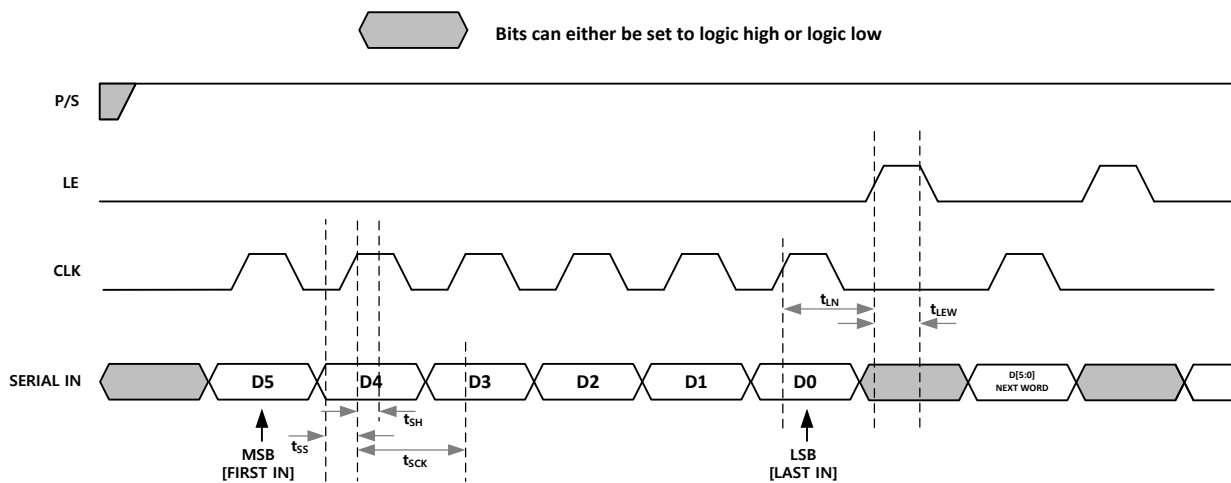 Bits can either be set to logic high or logic low
P/S
LE
CLK
tLN
tLEW
SERIAL IN
D5
D4
D3
D2
D1
D0
D[5:0]
NEXT WORD
tSH
tSS
tSCK
MSB
[FIRST IN]
LSB
[LAST IN]